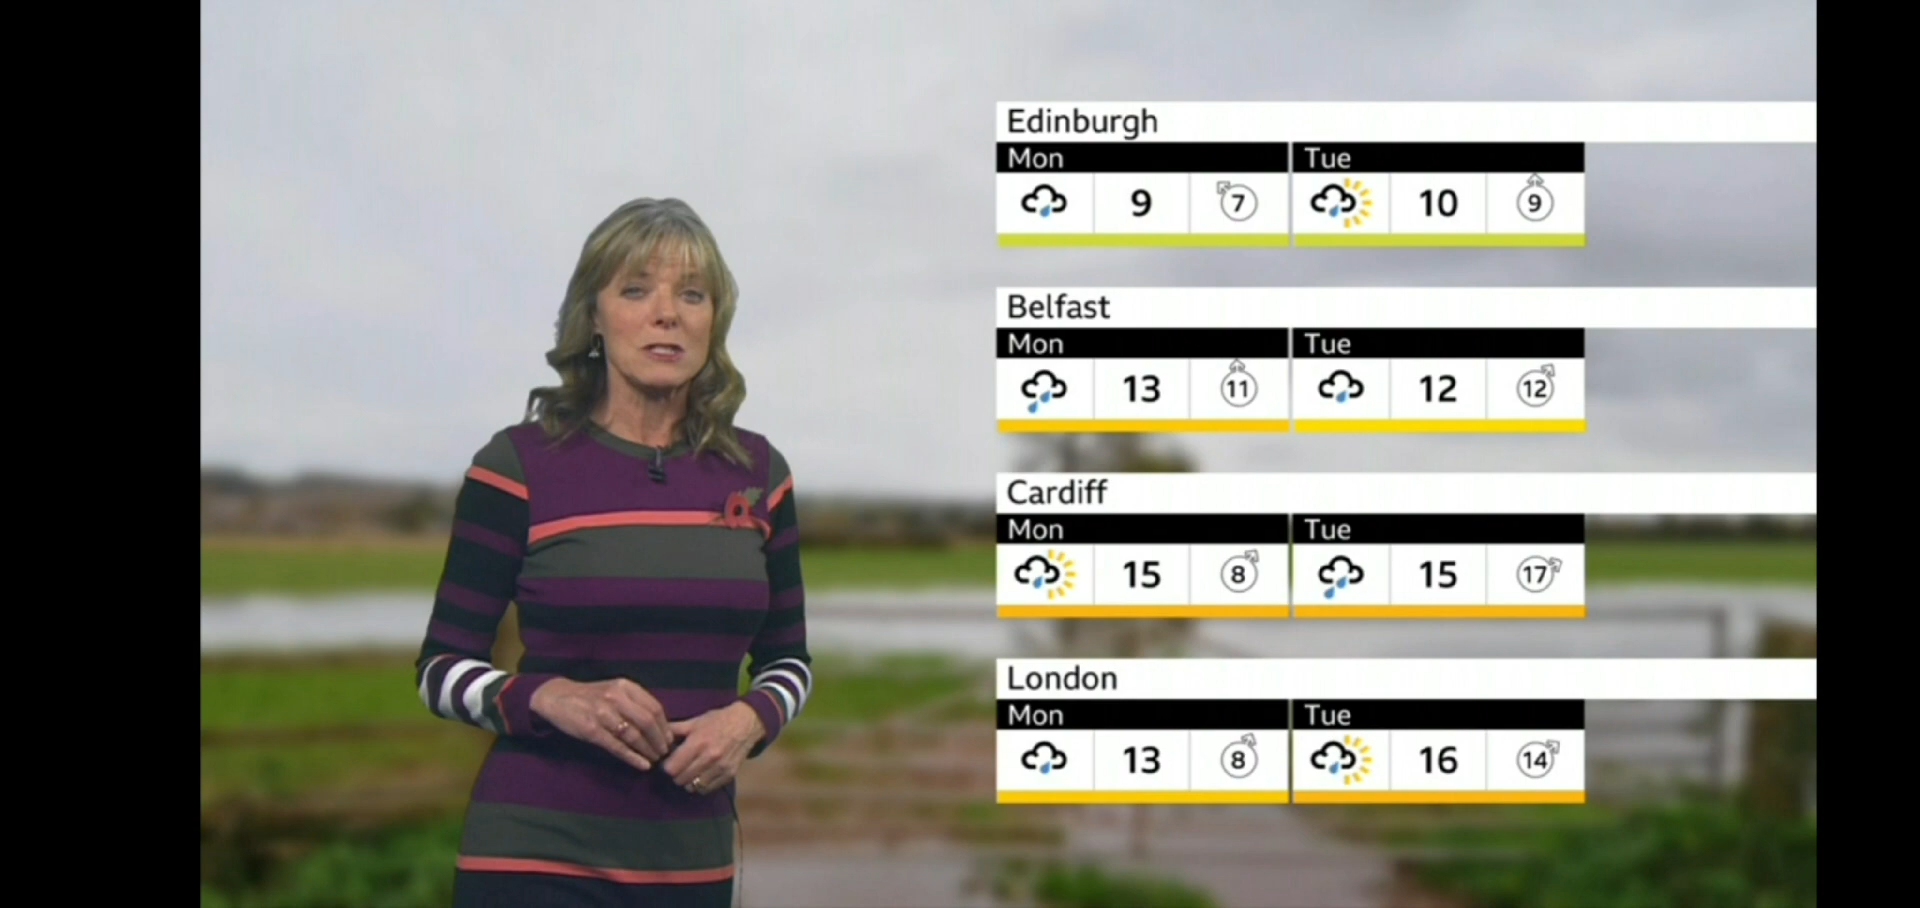 Edinburgh
Mon Tue
9 7 10 9
Belfast
Mon Tue
13 11 12 12
Cardiff
Mon Tue
15 8 15 17
London
Mon Tue
13 8 16 14